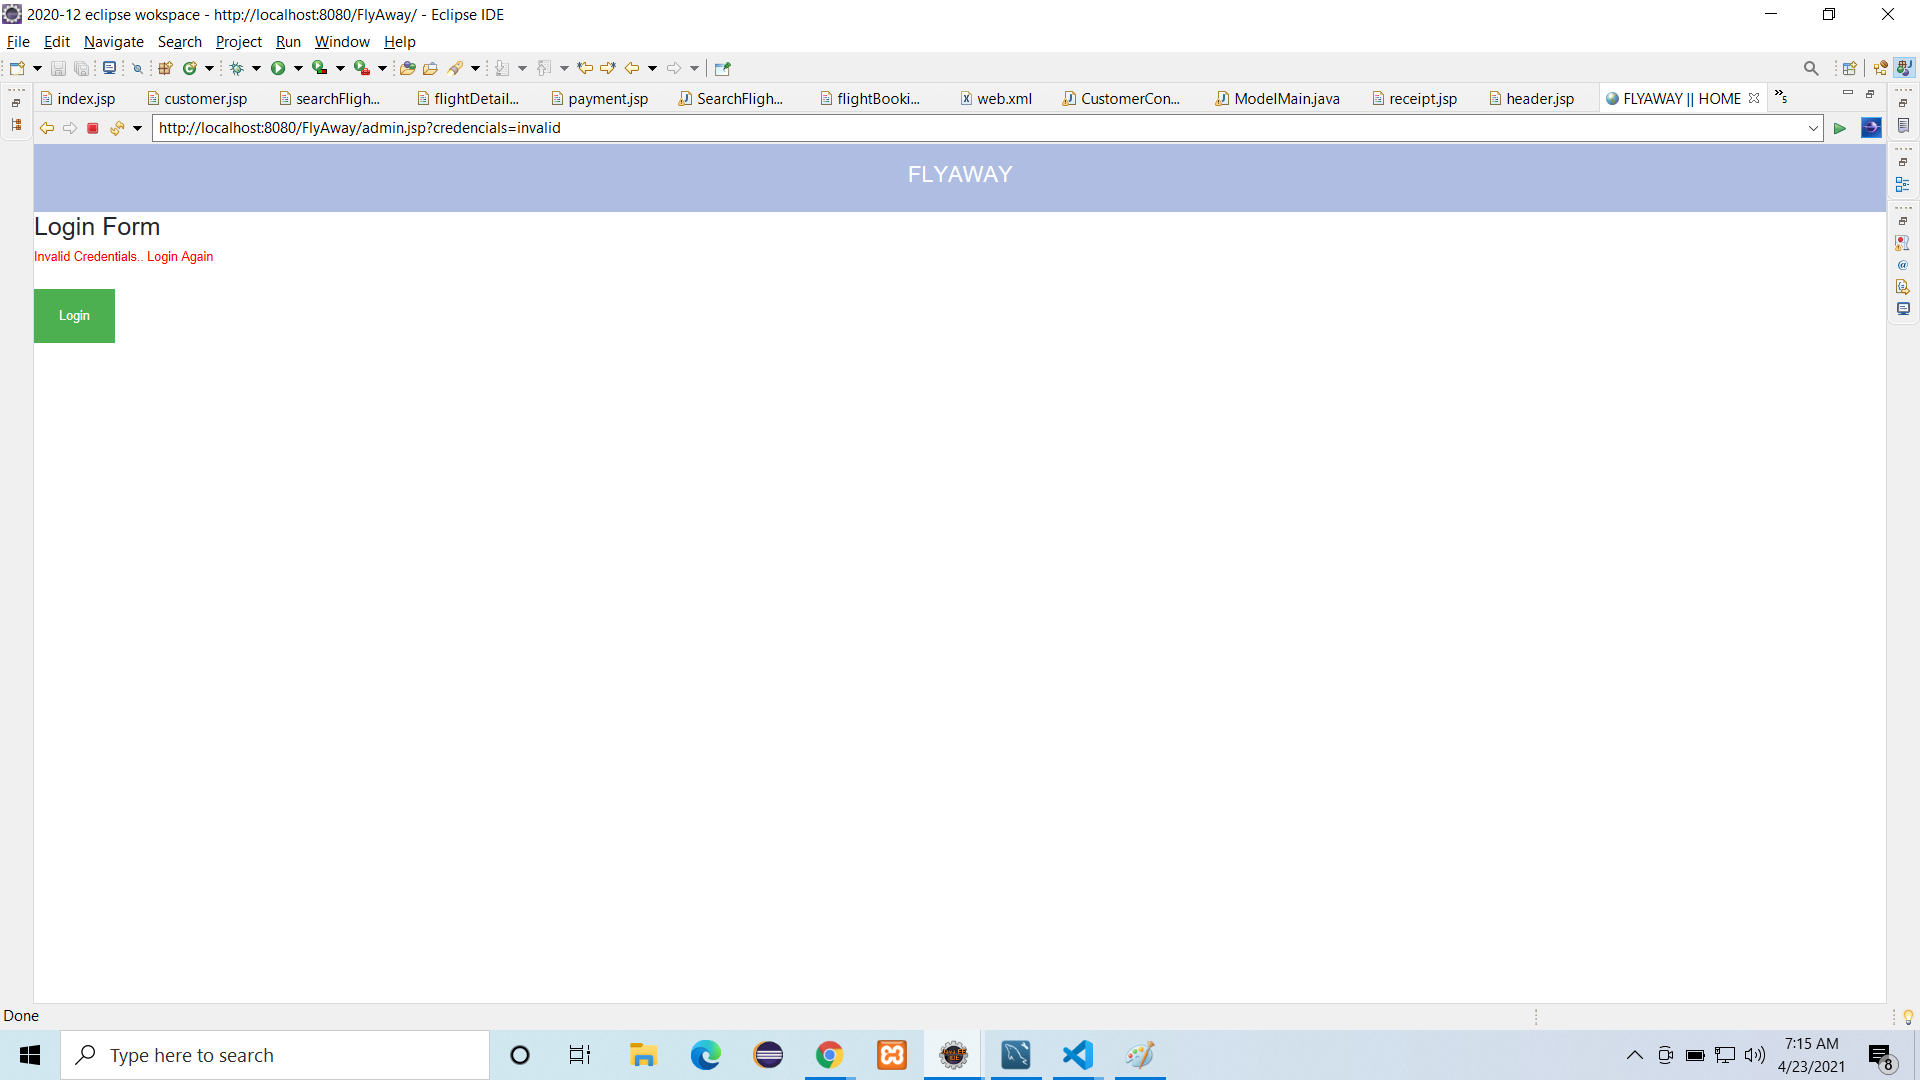 2020-12 eclipse wokspace - http://localhost:8080/FlyAway/ - Eclipse IDE
File Edit Navigate Search Project Run Window Help
index.jsp customer.jsp searchFligh... flightDetail... payment.jsp SearchFligh... flightBooki... web.xml CustomerCon... ModelMain.java receipt.jsp header.jsp FLYAWAY || HOME »5
http://localhost:8080/FlyAway/admin.jsp?credencials=invalid
FLYAWAY
Login Form
Invalid Credentials.. Login Again
Login
Done
Type here to search
7:15 AM
4/23/2021
8